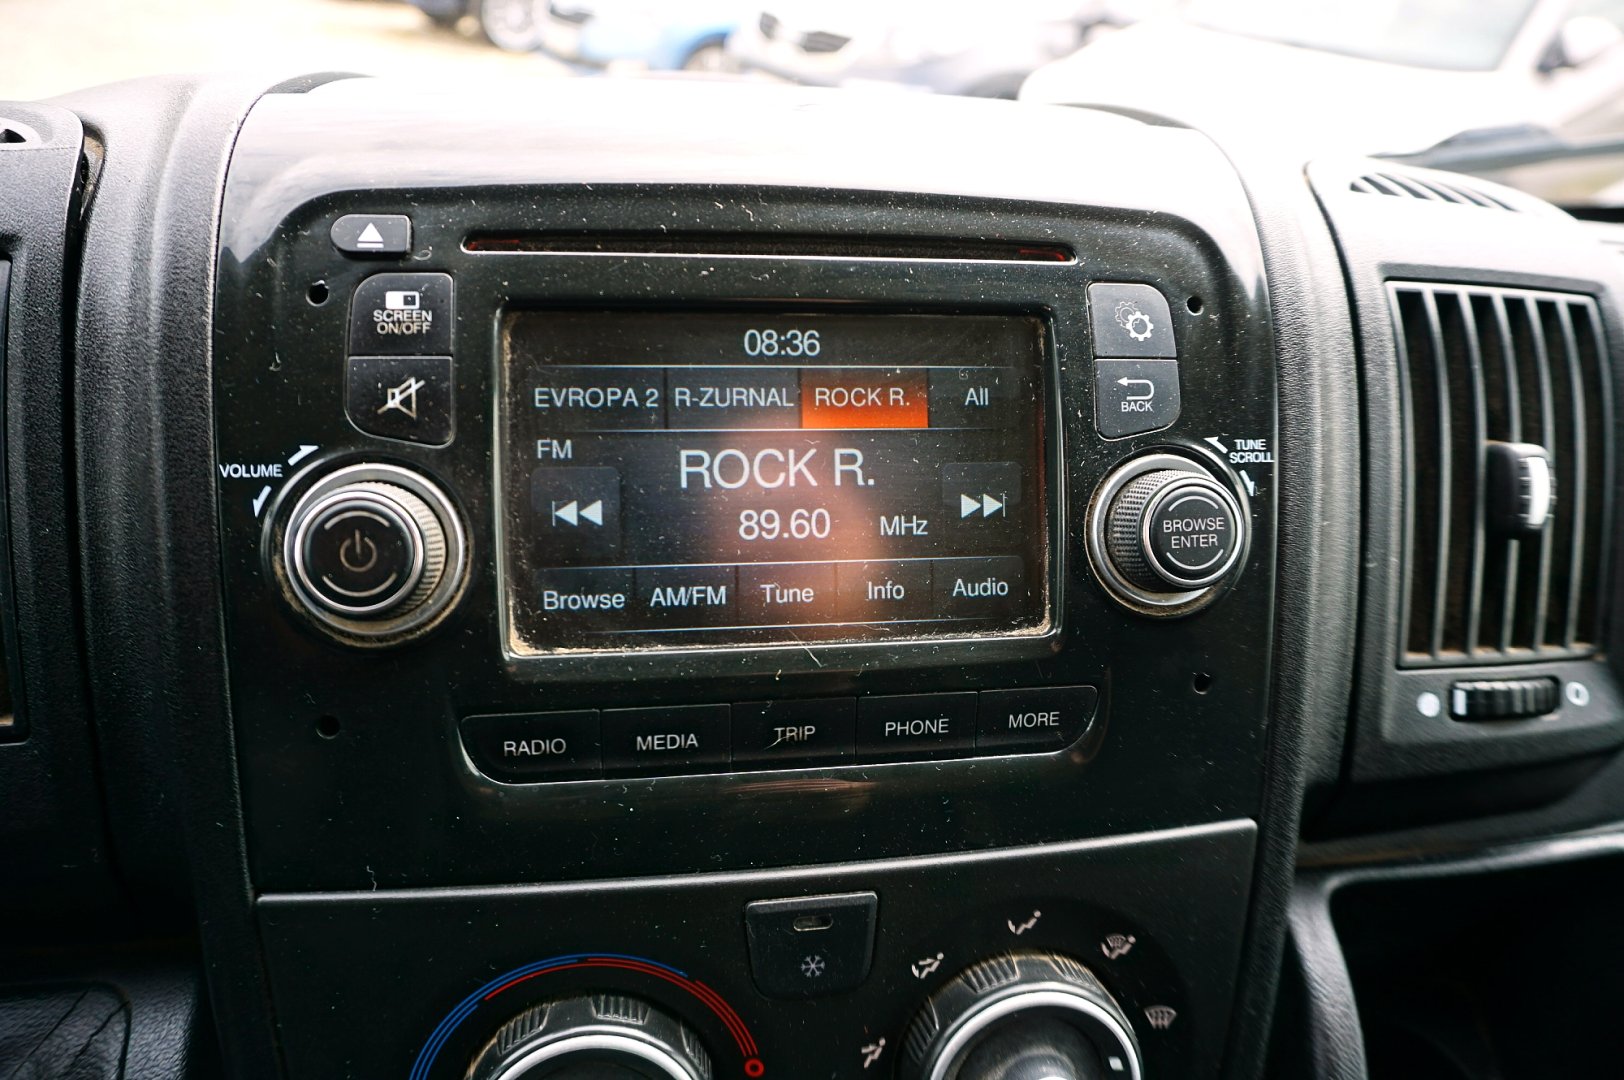 SCREEN
ON/OFF
VOLUME
08:36
EVROPA 2 R-ZURNAL ROCK R. All
FM
ROCK R.
89.60 MHz
Browse AM/FM Tune Info Audio
BACK
TUNE
SCROLL
BROWSE
ENTER
RADIO MEDIA TRIP PHONE MORE